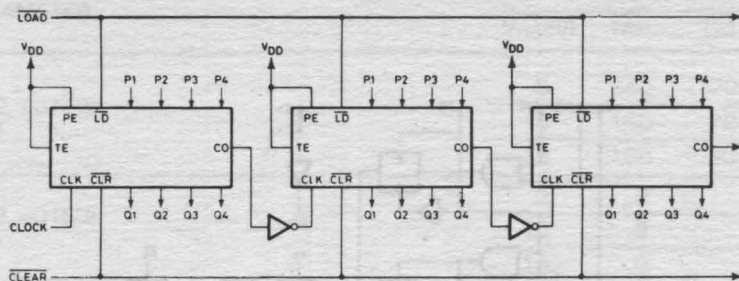 LOAD
VDD VDD VDD
P1 P2 P3 P4 P1 P2 P3 P4 P1 P2 P3 P4
PE LD PE LD PE LD
TE CO TE CO TE CO
CLK CLR CLK CLR CLK CLR
Q1 Q2 Q3 Q4 Q1 Q2 Q3 Q4 Q1 Q2 Q3 Q4
CLOCK
CLEAR